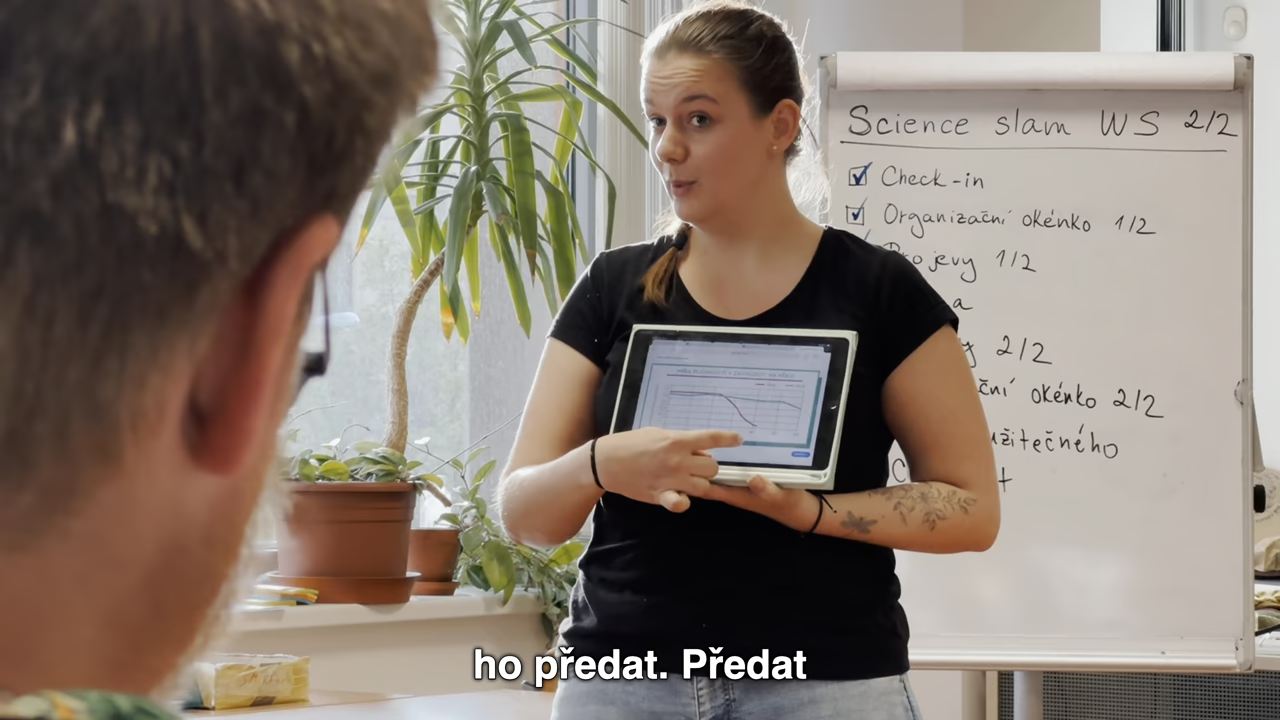 Science slam WS 2/2
Check-in
Organizační okénko 1/2
Projevy 1/2
a
y 2/2
ční okénko 2/2
užitečného
C t
ho předat. Předat